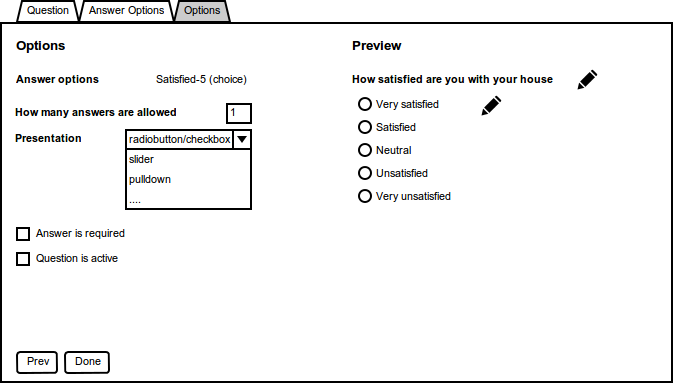 Question Answer Options Options
Options
Answer options Satisfied-5 (choice)
How many answers are allowed 1
Presentation radiobutton/checkbox
slider
pulldown
....
Answer is required
Question is active
Prev Done
Preview
How satisfied are you with your house
Very satisfied
Satisfied
Neutral
Unsatisfied
Very unsatisfied